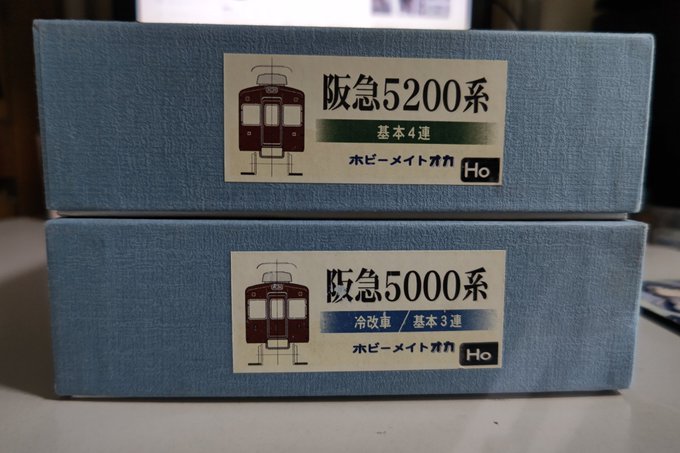 阪急5200系
基本4連
ホビーメイトオカ
Ho
阪急5000系
冷改車／基本3連
ホビーメイトオカ
Ho